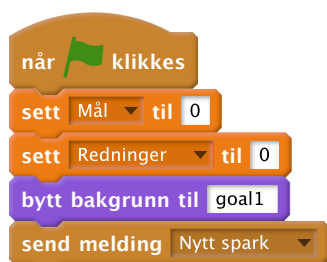 når klikkes
sett Mål til 0
sett Redninger til 0
bytt bakgrunn til goal1
send melding Nytt spark